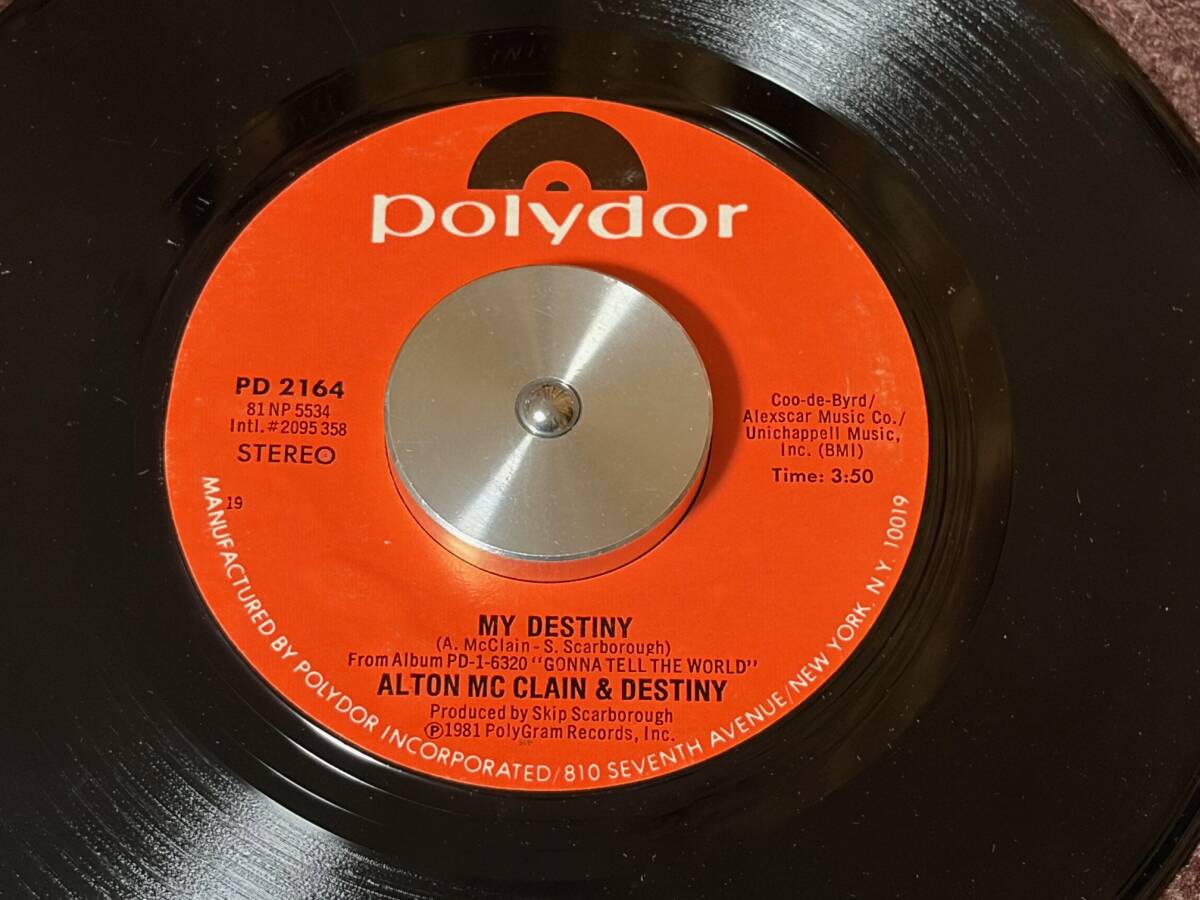 polydor
PD 2164
81 NP 5534
Intl. #2095 358
STEREO
19
Coo-de-Byrd/
Alexscar Music Co./
Unichappell Music,
Inc. (BMI)
Time: 3:50
MY DESTINY
(A. McClain - S. Scarborough)
From Album PD-1-6320 "GONNA TELL THE WORLD"
ALTON MC CLAIN & DESTINY
Produced by Skip Scarborough
Ⓟ1981 PolyGram Records, Inc.
MANUFACTURED BY POLYDOR INCORPORATED/810 SEVENTH AVENUE/NEW YORK. N.Y. 10019